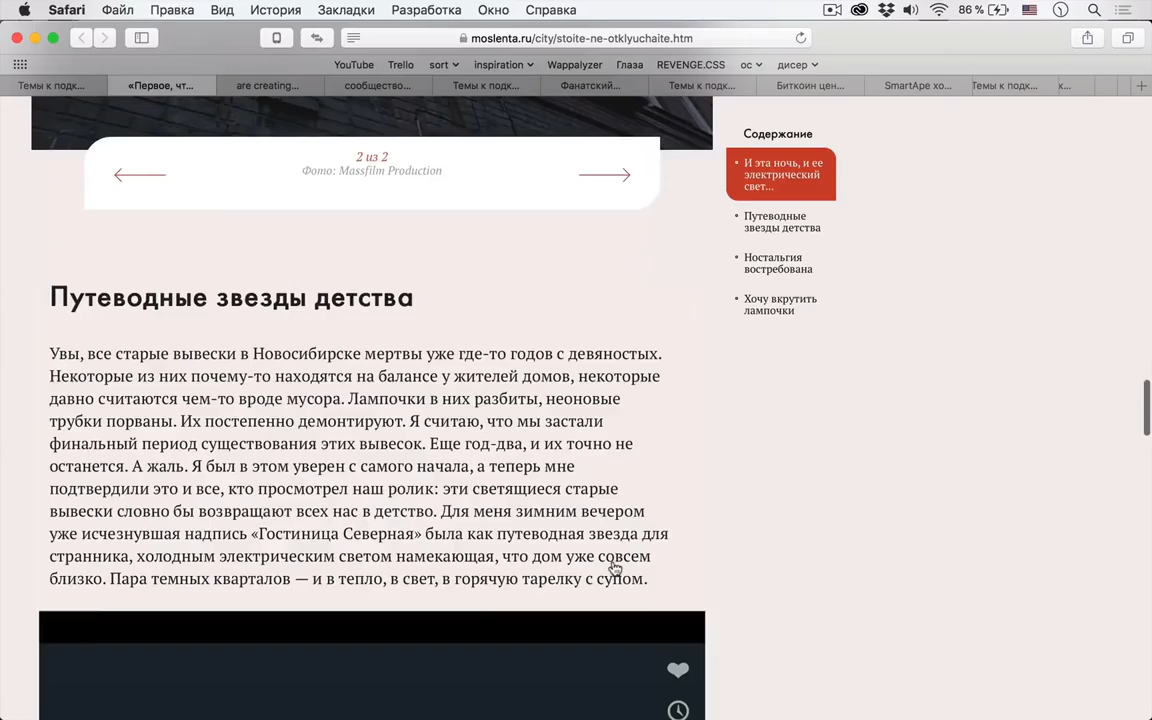 Safari Файл Правка Вид История Закладки Разработка Окно Справка 86 %
moslenta.ru/city/stoite-ne-otklyuchaite.htm
YouTube Trello sort inspiration Wappalyzer Глаза REVENGE.CSS ос дисер
Темы к подк... «Первое, чт... are creating... сообщество... Темы к подк... Фанатский... Темы к подк... Биткоин цен... SmartApe хо... Темы к подк... к...
2 из 2
Фото: Massfilm Production
Содержание
И эта ночь, и ее
электрический
свет...
Путеводные
звезды детства
Ностальгия
востребована
Хочу вкрутить
лампочки
Путеводные звезды детства
Увы, все старые вывески в Новосибирске мертвы уже где-то годов с девяностых.
Некоторые из них почему-то находятся на балансе у жителей домов, некоторые
давно считаются чем-то вроде мусора. Лампочки в них разбиты, неоновые
трубки порваны. Их постепенно демонтируют. Я считаю, что мы застали
финальный период существования этих вывесок. Еще год-два, и их точно не
останется. А жаль. Я был в этом уверен с самого начала, а теперь мне
подтвердили это и все, кто просмотрел наш ролик: эти светящиеся старые
вывески словно бы возвращают всех нас в детство. Для меня зимним вечером
уже исчезнувшая надпись «Гостиница Северная» была как путеводная звезда для
странника, холодным электрическим светом намекающая, что дом уже совсем
близко. Пара темных кварталов — и в тепло, в свет, в горячую тарелку с супом.